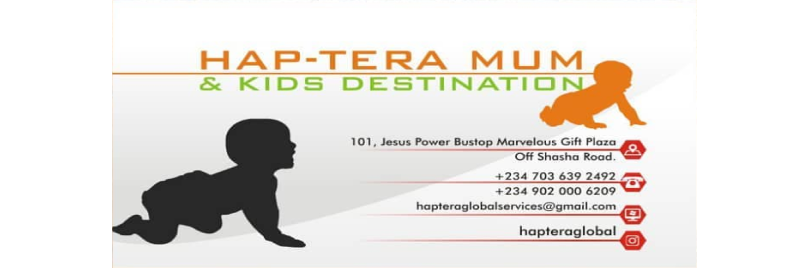 HAP-TERA MUM
& KIDS DESTINATION
101, Jesus Power Bustop Marvelous Gift Plaza
Off Shasha Road.
+234 703 639 2492
+234 902 000 6209
hapteraglobalservices@gmail.com
hapteraglobal